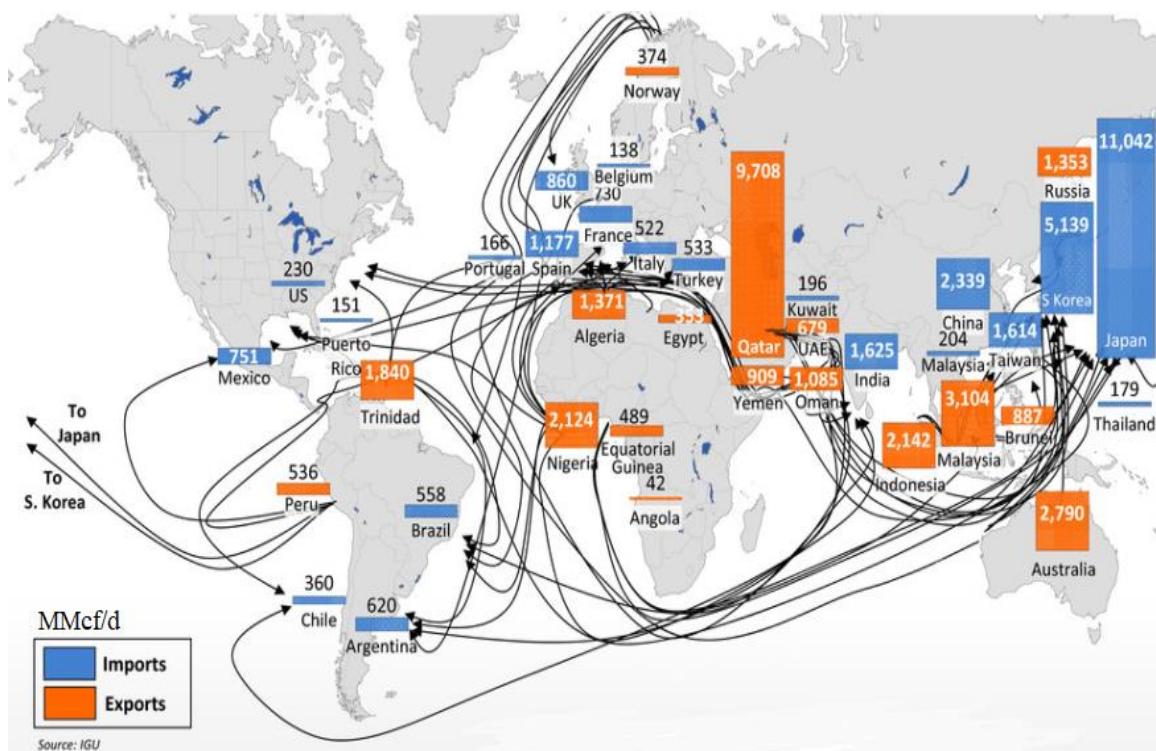 374
Norway
138
Belgium
860
UK
730
France
166
Portugal
1,177
Spain
522
Italy
533
Turkey
9,708
Qatar
1,353
Russia
11,042
Japan
5,139
S Korea
230
US
151
Puerto
Rico
751
Mexico
1,840
Trinidad
1,371
Algeria
333
Egypt
196
Kuwait
679
UAE
909
Yemen
1,085
Oman
1,625
India
2,339
China
1,614
Taiwan
204
Malaysia
3,104
Malaysia
887
Brunei
179
Thailand
2,142
Indonesia
2,124
Nigeria
489
Equatorial
Guinea
42
Angola
To
Japan
To
S. Korea
536
Peru
558
Brazil
2,790
Australia
360
Chile
620
Argentina
MMcf/d
Imports
Exports
Source: IGU